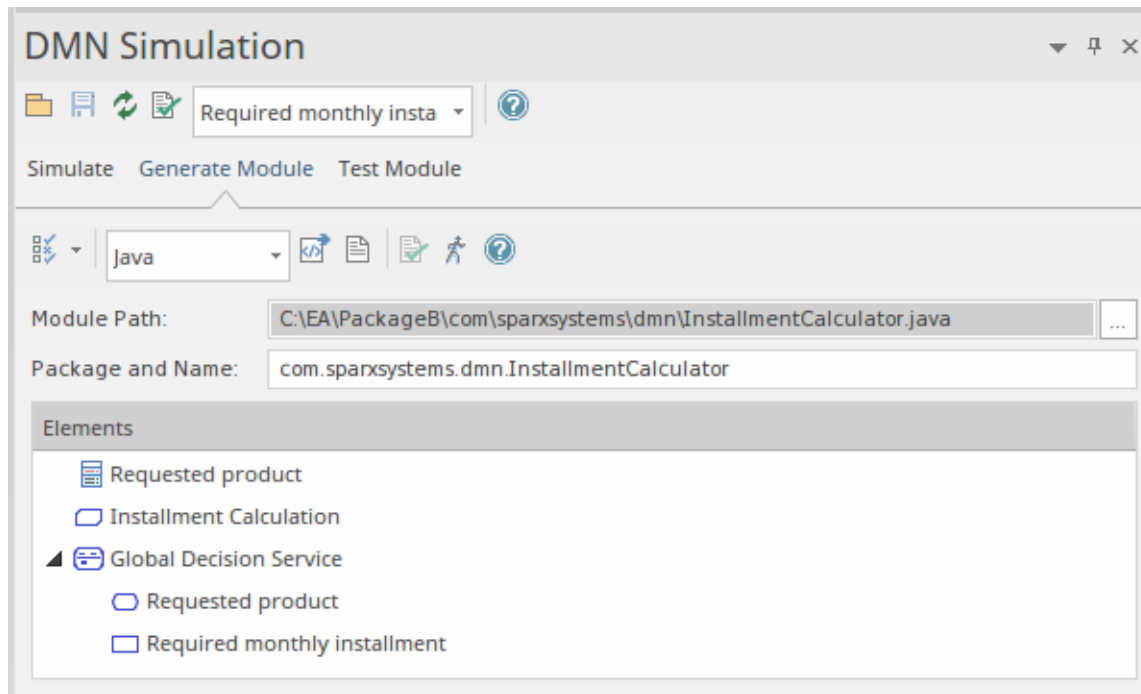 DMN Simulation
Required monthly insta
Simulate Generate Module Test Module
Java
Module Path: C:\EA\PackageB\com\sparxsystems\dmn\InstallmentCalculator.java ...
Package and Name: com.sparxsystems.dmn.InstallmentCalculator
Elements
Requested product
Installment Calculation
Global Decision Service
Requested product
Required monthly installment